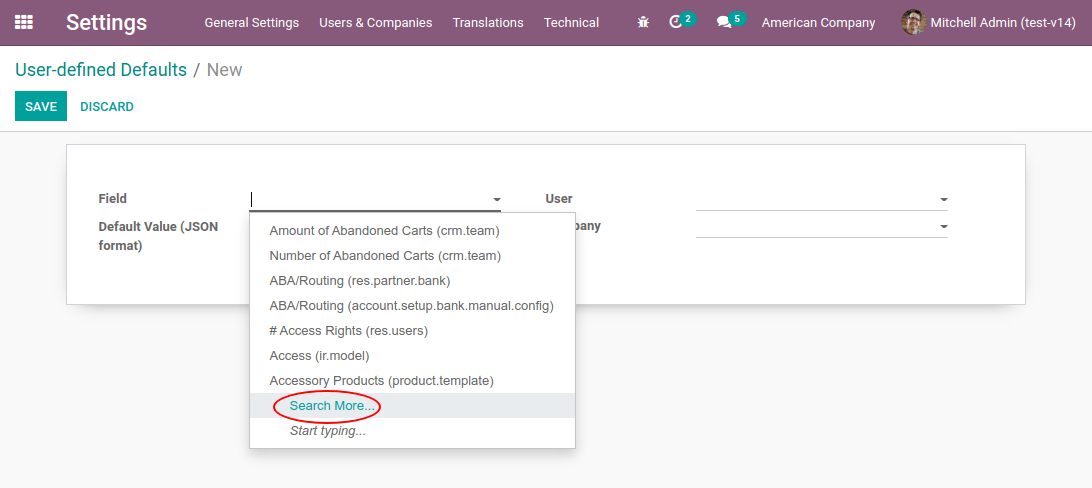 Settings General Settings Users & Companies Translations Technical 2 5 American Company Mitchell Admin (test-v14)
User-defined Defaults / New
SAVE DISCARD
Field User
Default Value (JSON
format)
pany
Amount of Abandoned Carts (crm.team)
Number of Abandoned Carts (crm.team)
ABA/Routing (res.partner.bank)
ABA/Routing (account.setup.bank.manual.config)
# Access Rights (res.users)
Access (ir.model)
Accessory Products (product.template)
Search More...
Start typing...